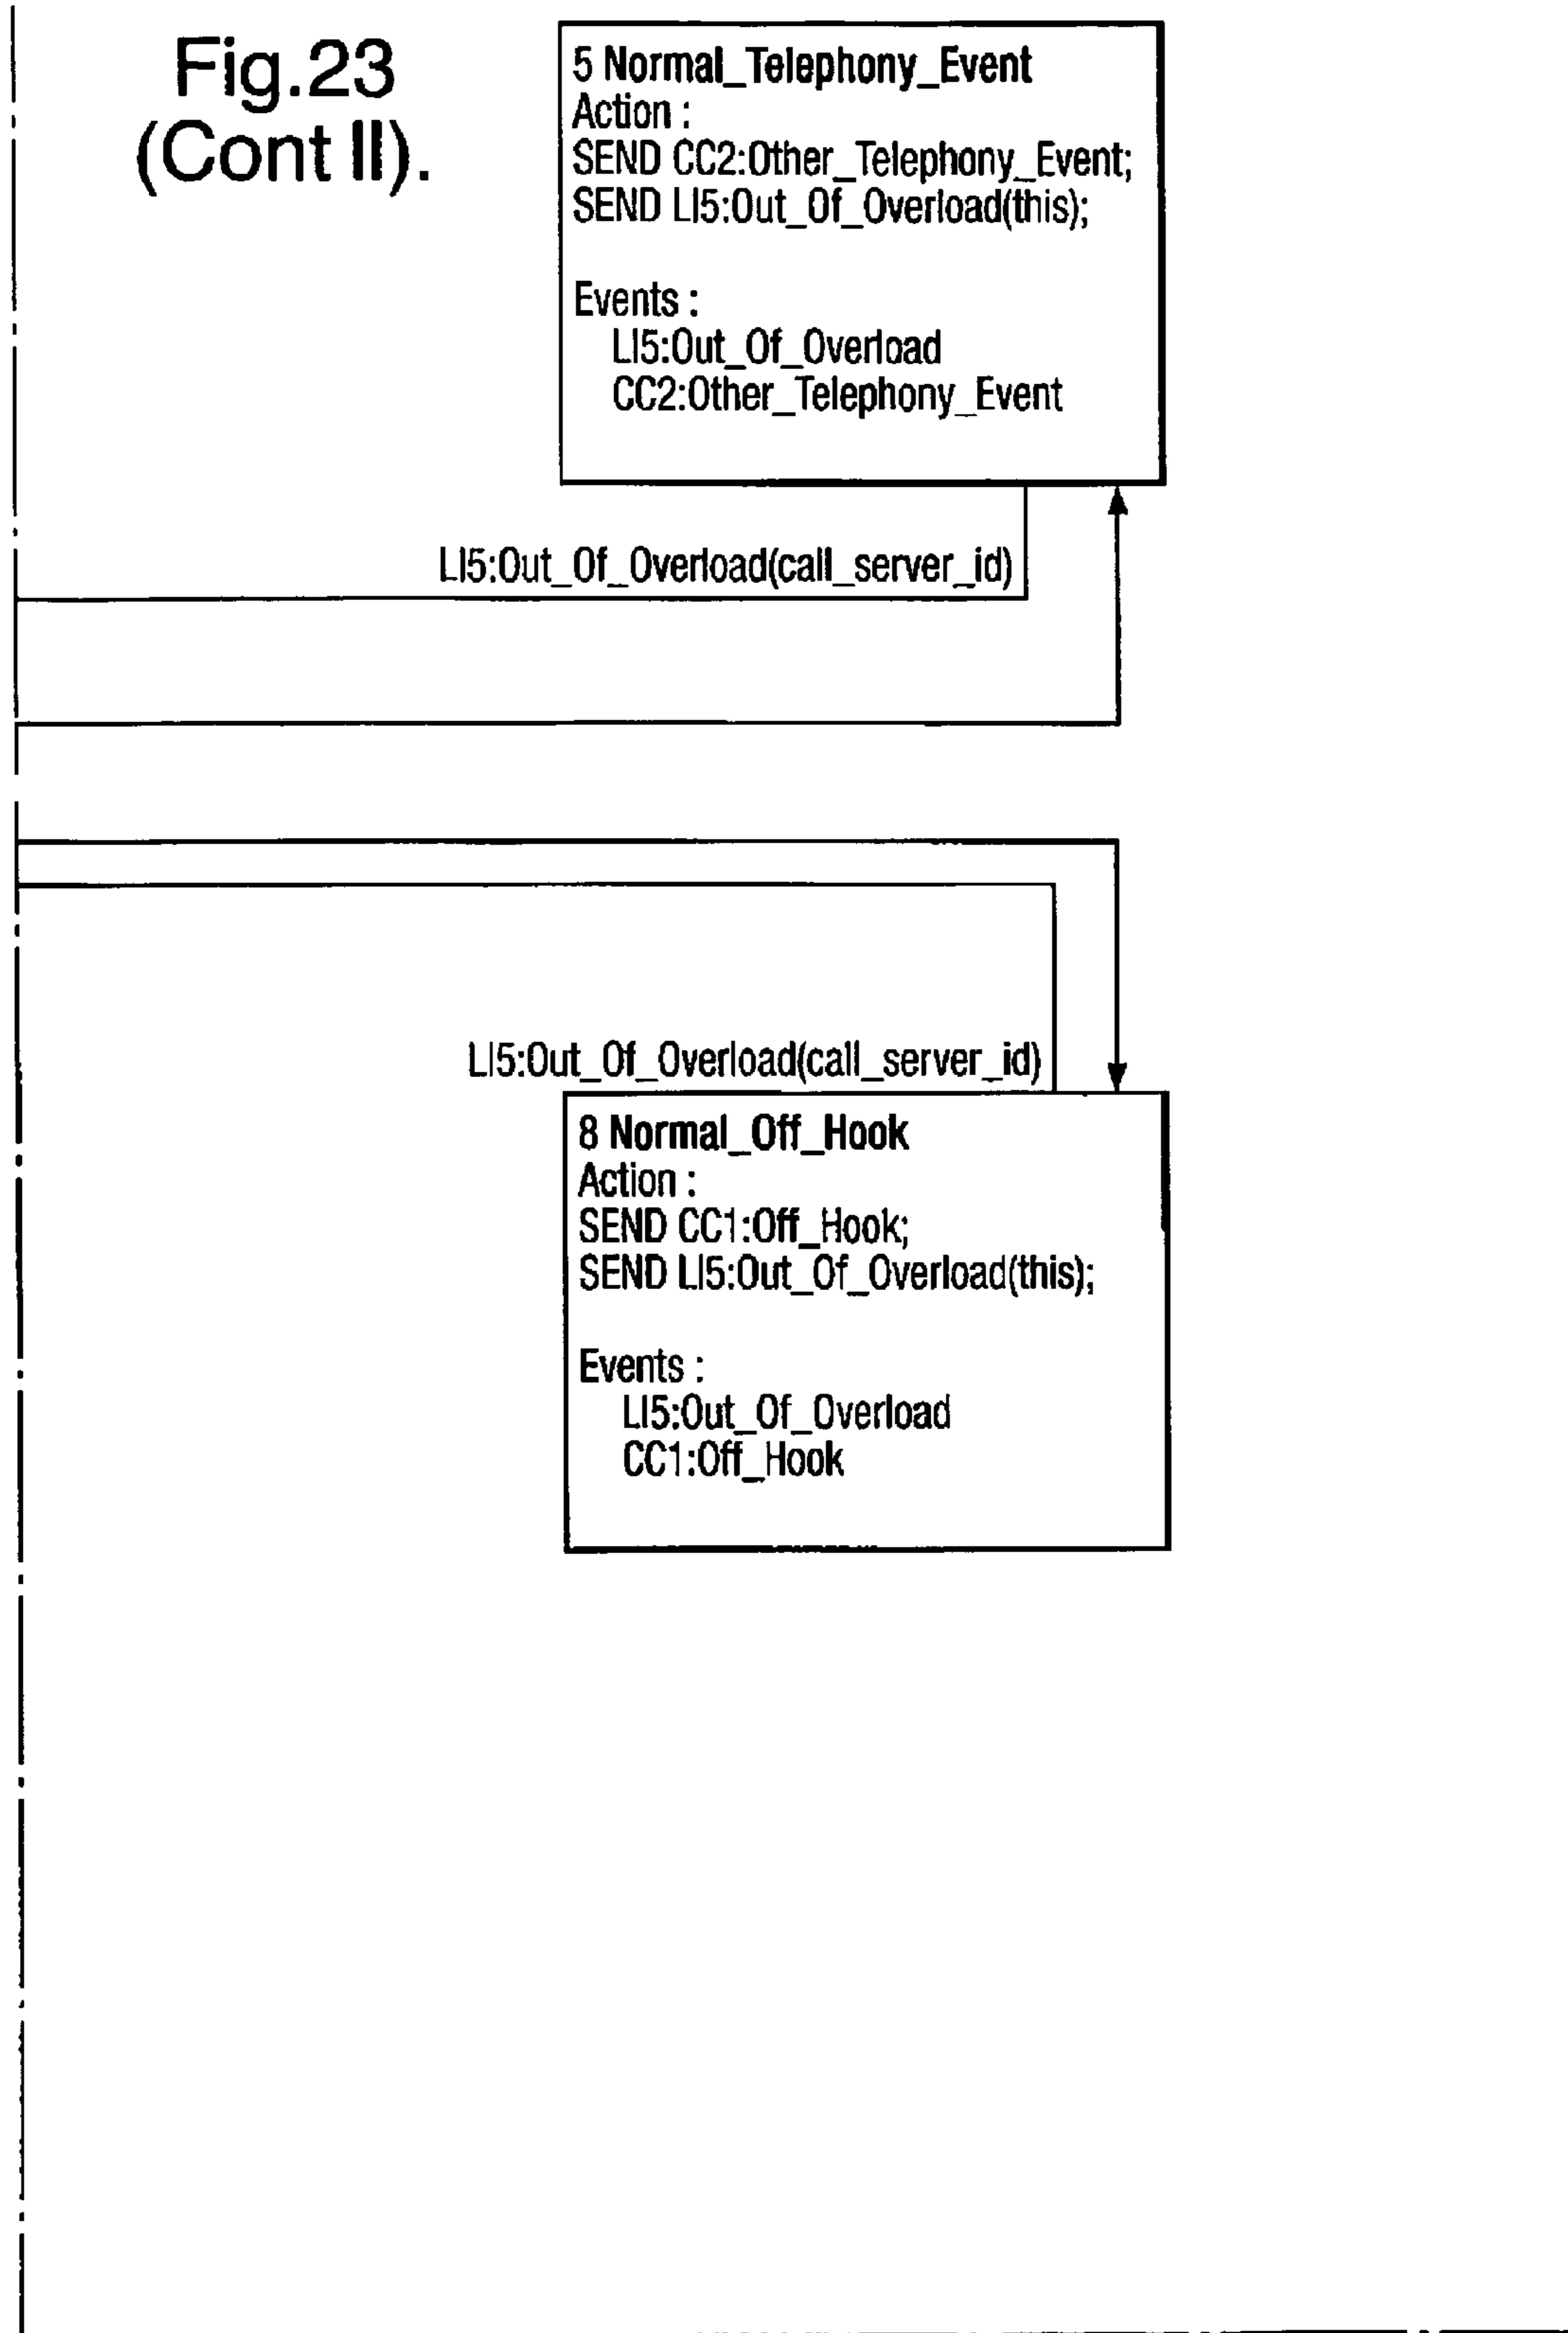 Fig.23
(Cont II).
5 Normal_Telephony_Event
Action :
SEND CC2:Other_Telephony_Event;
SEND LI5:Out_Of_Overload(this);
Events :
LI5:Out_Of_Overload
CC2:Other_Telephony_Event
LI5:Out_Of_Overload(call_server_id)
LI5:Out_Of_Overload(call_server_id)
8 Normal_Off_Hook
Action :
SEND CC1:Off_Hook;
SEND LI5:Out_Of_Overload(this);
Events :
LI5:Out_Of_Overload
CC1:Off_Hook